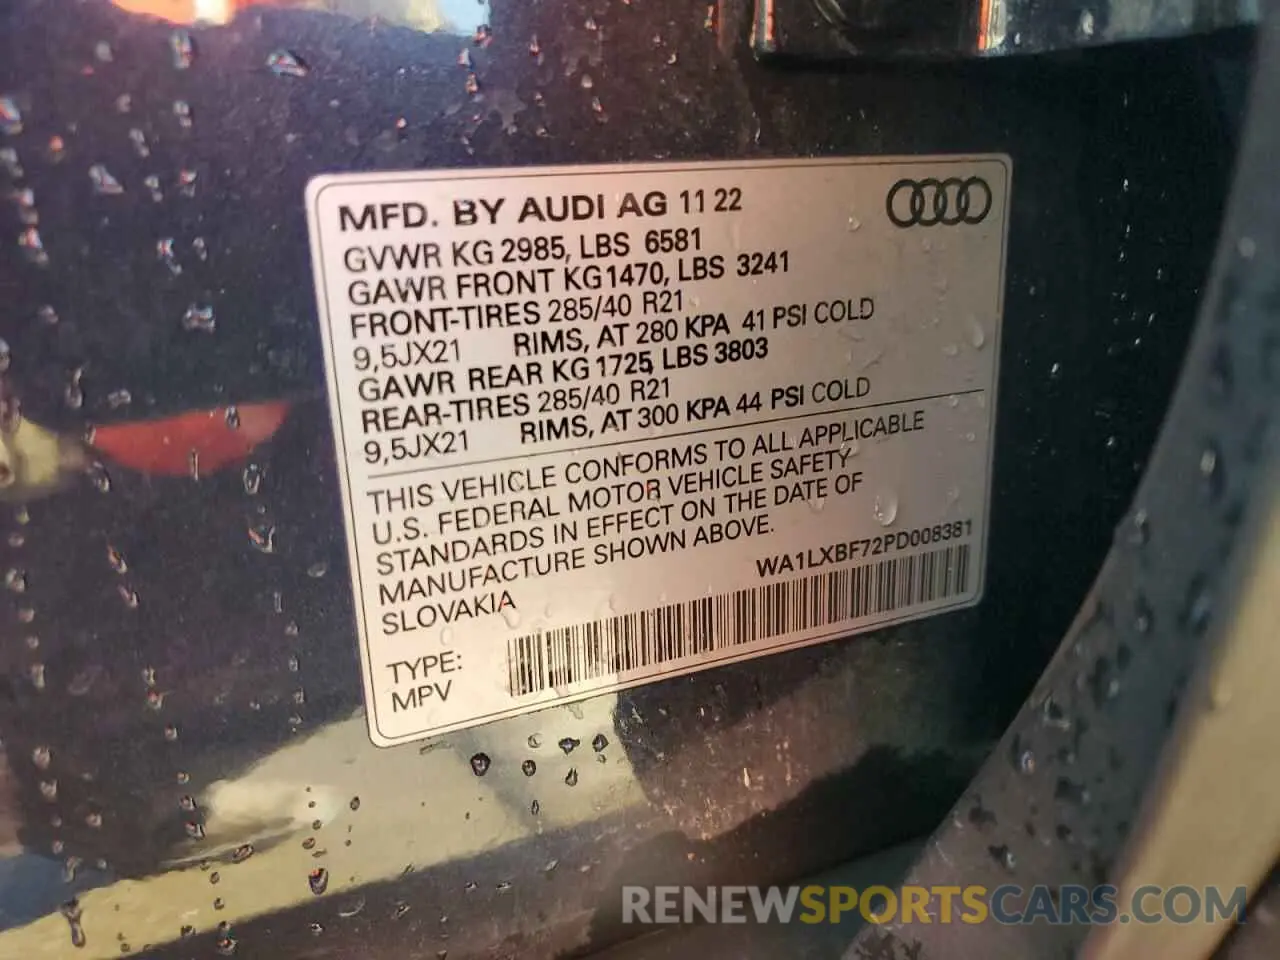 MFD. BY AUDI AG 11 22
GVWR KG 2985, LBS 6581
GAWR FRONT KG1470, LBS 3241
FRONT-TIRES 285/40 R21
9,5JX21 RIMS, AT 280 KPA 41 PSI COLD
GAWR REAR KG 1725, LBS 3803
REAR-TIRES 285/40 R21
9,5JX21 RIMS, AT 300 KPA 44 PSI COLD
THIS VEHICLE CONFORMS TO ALL APPLICABLE
U.S. FEDERAL MOTOR VEHICLE SAFETY
STANDARDS IN EFFECT ON THE DATE OF
MANUFACTURE SHOWN ABOVE.
SLOVAKIA
WA1LXBF72PD008381
TYPE:
MPV
RENEWSPORTSCARS.COM